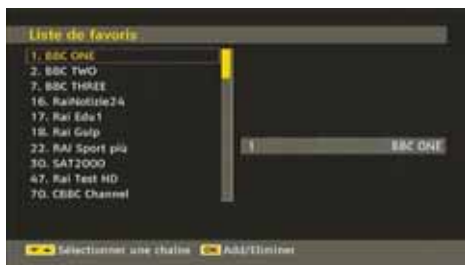 Liste de favoris
1. BBC ONE
2. BBC TWO
7. BBC THREE
16. RaiNotizie24
17. Rai Edu1
18. Rai Gulp
22. RAI Sport più
30. SAT2000
47. Rai Test HD
70. CBBC Channel
1 BBC ONE
Sélectionner une chaîne OK Add/Eliminer